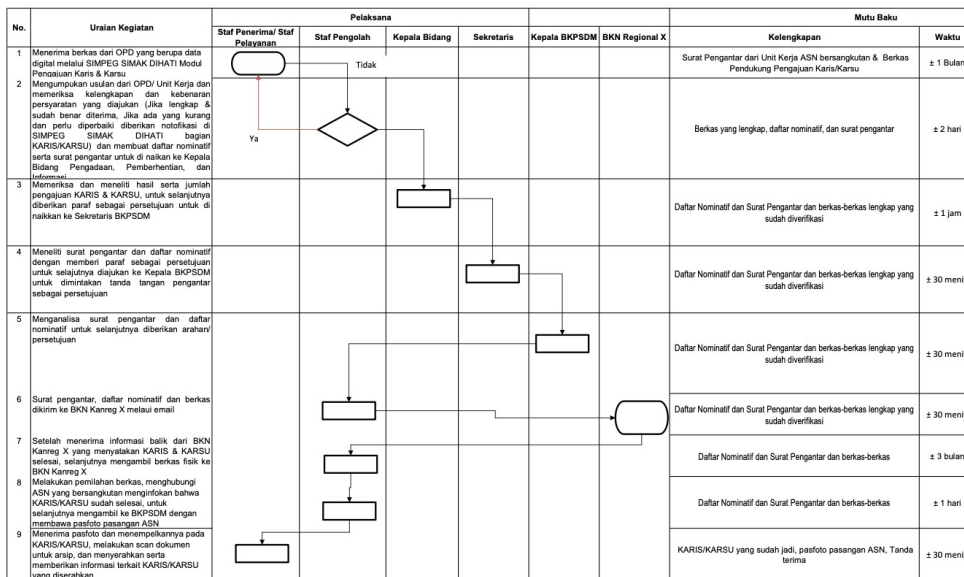 No.
Uraian Kegiatan
Pelaksana
Mutu Baku
Staf Penerima/ Staf
Pelayanan
Staf Pengolah
Kepala Bidang
Sekretaris
Kepala BKPSDM
BKN Regional X
Kelengkapan
Waktu
1
Menerima berkas dari OPD yang berupa data
digital melalui SIMPEG SIMAK DIHATI Modul
Pengajuan Karis & Karsu
Tidak
Surat Pengantar dari Unit Kerja ASN bersangkutan & Berkas
Pendukung Pengajuan Karis/Karsu
± 1 Bulan
2
Mengumpukan usulan dari OPD/ Unit Kerja dan
memeriksa kelengkapan dan kebenaran
persyaratan yang diajukan (Jika lengkap &
sudah benar diterima, Jika ada yang kurang
dan perlu diperbaiki diberikan notofikasi di
SIMPEG SIMAK DIHATI bagian
KARIS/KARSU) dan membuat daftar nominatif
serta surat pengantar untuk di naikan ke Kepala
Bidang Pengadaan, Pemberhentian, dan
Informasi
Ya
Berkas yang lengkap, daftar nominatif, dan surat pengantar
± 2 hari
3
Memeriksa dan meneliti hasil serta jumlah
pengajuan KARIS & KARSU, untuk selanjutnya
diberikan paraf sebagai persetujuan untuk di
naikkan ke Sekretaris BKPSDM
Daftar Nominatif dan Surat Pengantar dan berkas-berkas lengkap yang
sudah diverifikasi
± 1 jam
4
Meneliti surat pengantar dan daftar nominatif
dengan memberi paraf sebagai persetujuan
untuk selajutnya diajukan ke Kepala BKPSDM
untuk dimintakan tanda tangan pengantar
sebagai persetujuan
Daftar Nominatif dan Surat Pengantar dan berkas-berkas lengkap yang
sudah diverifikasi
± 30 meni
5
Menganalisa surat pengantar dan daftar
nominatif untuk selanjutnya diberikan arahan/
persetujuan
Daftar Nominatif dan Surat Pengantar dan berkas-berkas lengkap yang
sudah diverifikasi
± 30 meni
6
Surat pengantar, daftar nominatif dan berkas
dikirim ke BKN Kanreg X melaui email
Daftar Nominatif dan Surat Pengantar dan berkas-berkas lengkap yang
sudah diverifikasi
± 30 meni
7
Setelah menerima informasi balik dari BKN
Kanreg X yang menyatakan KARIS & KARSU
selesai, selanjutnya mengambil berkas fisik ke
BKN Kanreg X
Daftar Nominatif dan Surat Pengantar dan berkas-berkas
± 3 bulan
8
Melakukan pemilahan berkas, menghubungi
ASN yang bersangkutan menginfokan bahwa
KARIS/KARSU sudah selesai, untuk
selanjutnya mengambil ke BKPSDM dengan
membawa pasfoto pasangan ASN
Daftar Nominatif dan Surat Pengantar dan berkas-berkas
± 1 hari
9
Menerima pasfoto dan menempelkannya pada
KARIS/KARSU, melakukan scan dokumen
untuk arsip, dan menyerahkan serta
memberikan informasi terkait KARIS/KARSU
yang diserahkan
KARIS/KARSU yang sudah jadi, pasfoto pasangan ASN, Tanda
terima
± 30 meni